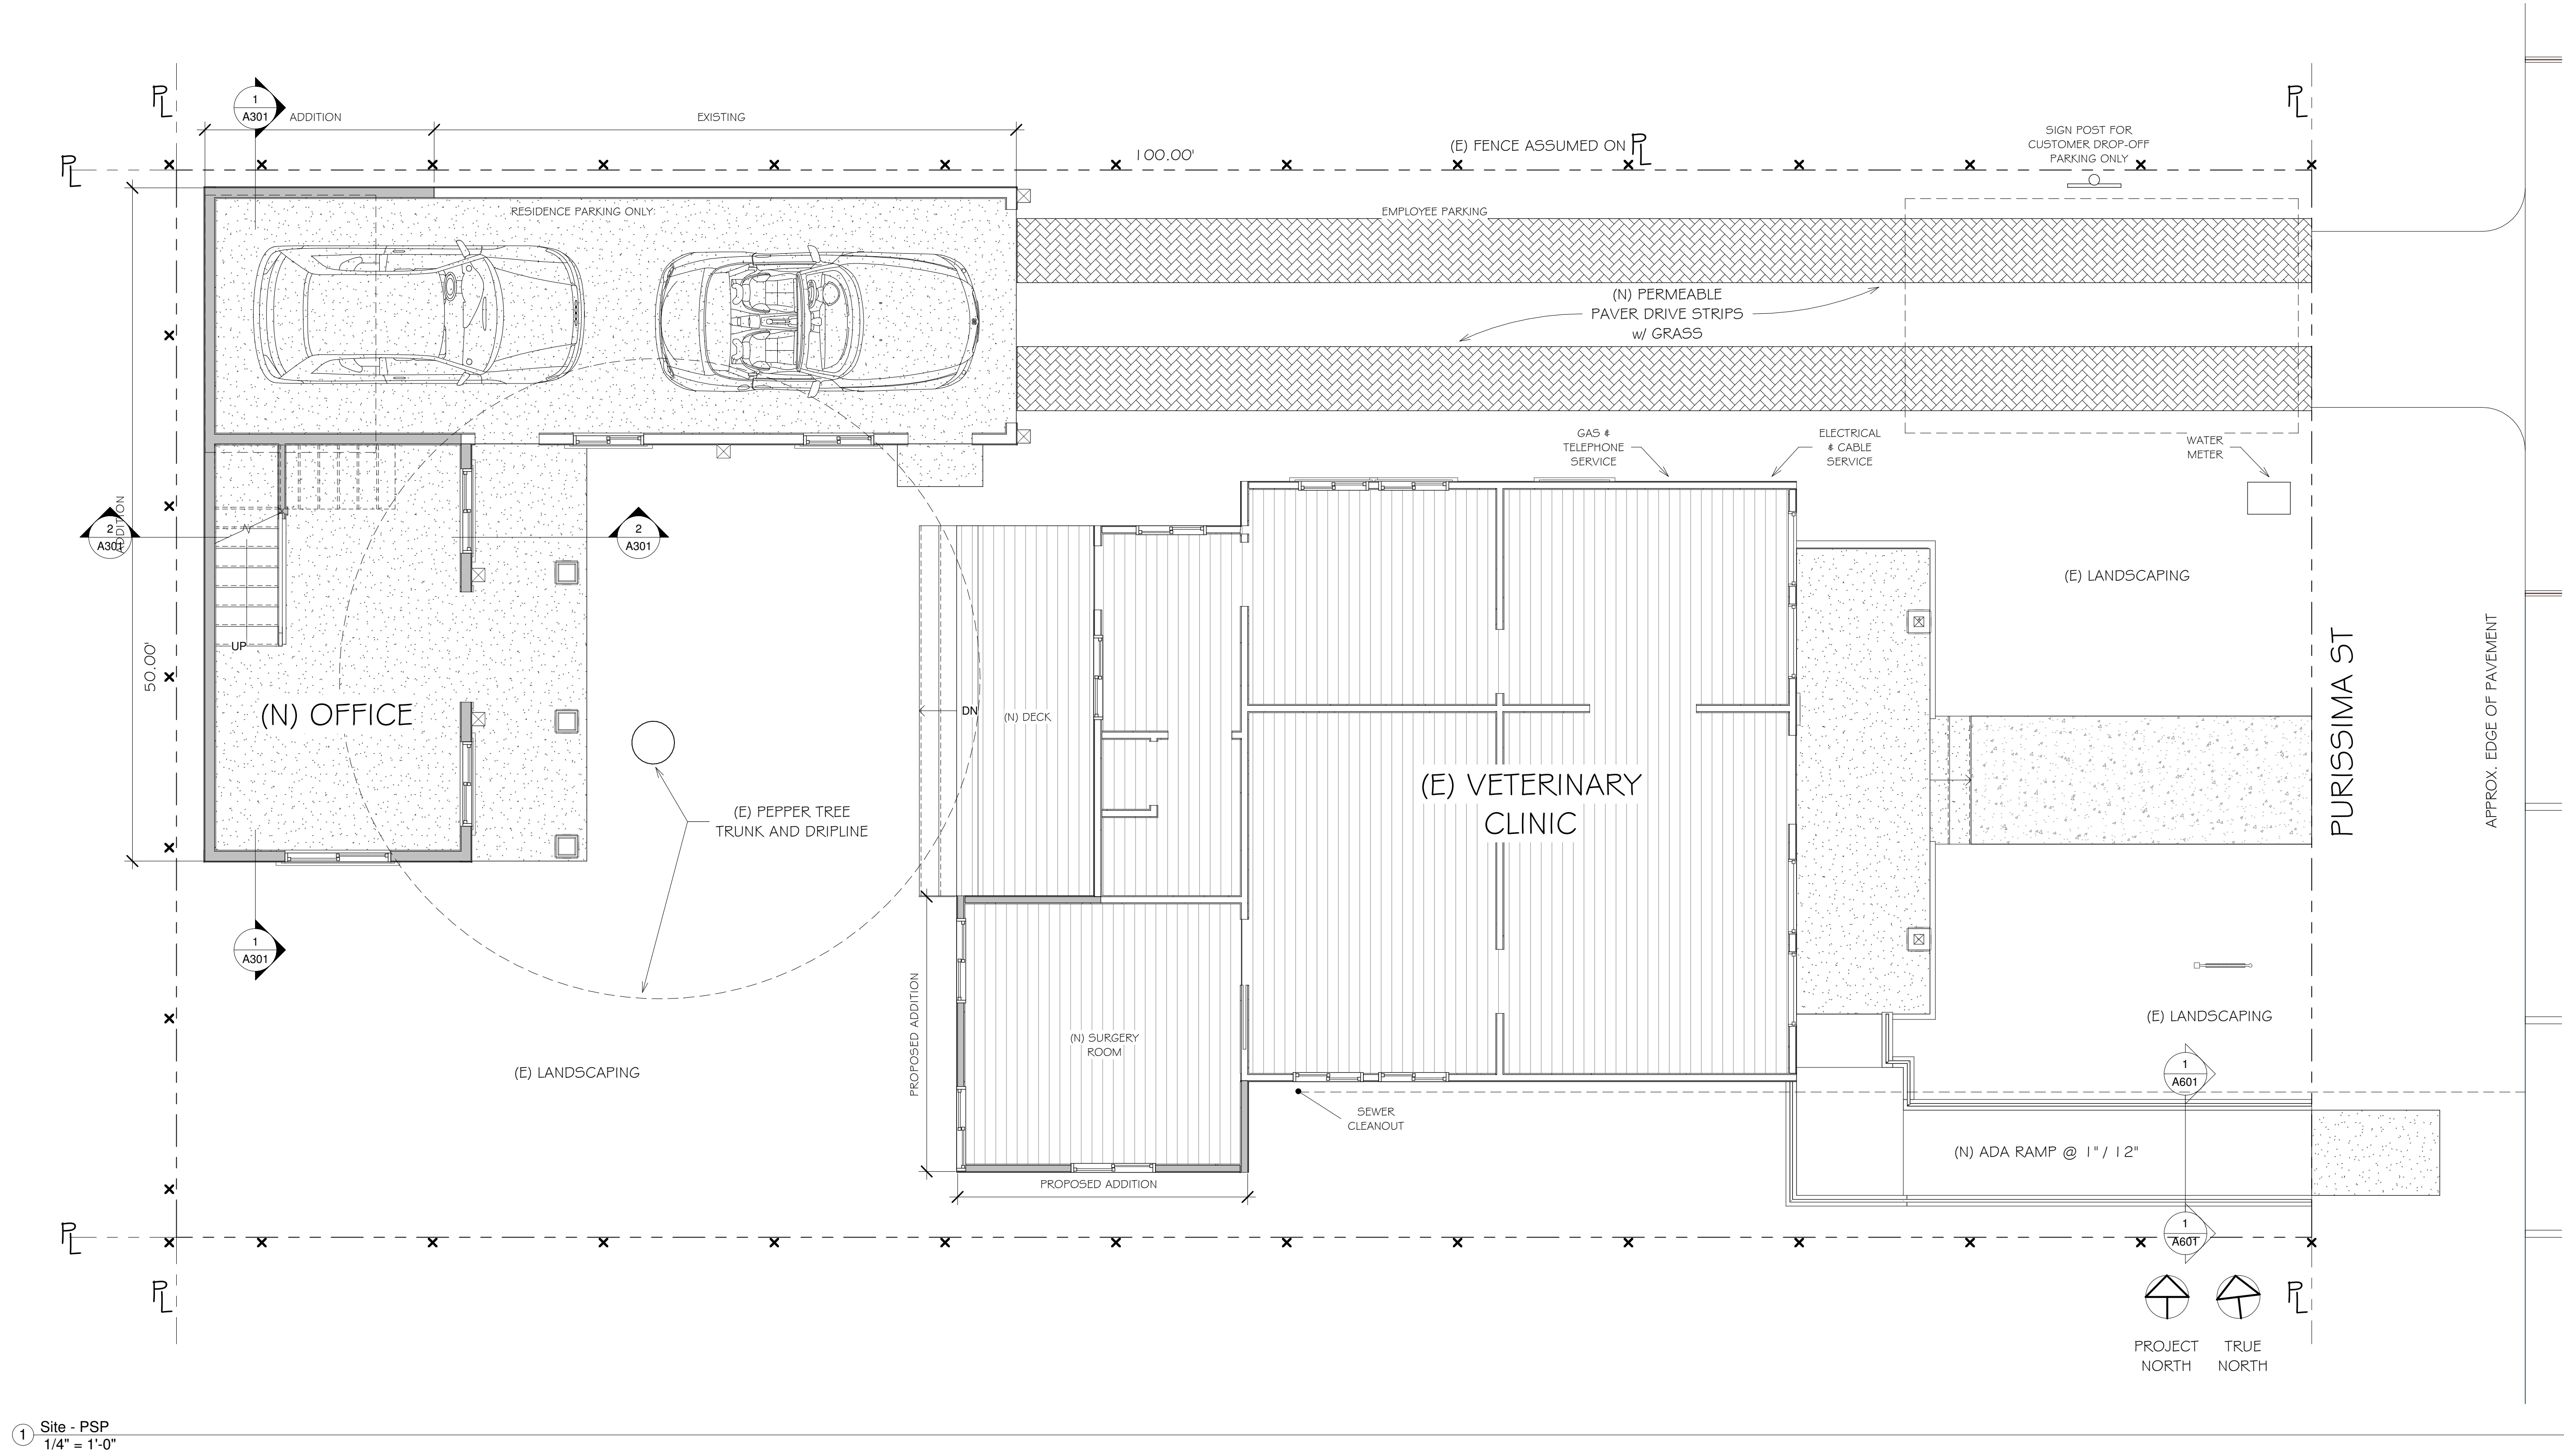 PL
PL
1
A301
ADDITION
EXISTING
SIGN POST FOR
CUSTOMER DROP-OFF
PARKING ONLY
PL
100.00'
(E) FENCE ASSUMED ON PL
RESIDENCE PARKING ONLY
EMPLOYEE PARKING
(N) PERMEABLE
PAVER DRIVE STRIPS
w/ GRASS
GAS &
TELEPHONE
SERVICE
ELECTRICAL
& CABLE
SERVICE
WATER
METER
ADDITION
2
A301
2
A301
(E) LANDSCAPING
50.00'
UP
(N) OFFICE
DN
(N) DECK
(E) VETERINARY
CLINIC
PURISSIMA ST
APPROX. EDGE OF PAVEMENT
(E) PEPPER TREE
TRUNK AND DRIPLINE
1
A301
PROPOSED ADDITION
(N) SURGERY
ROOM
(E) LANDSCAPING
(E) LANDSCAPING
1
A601
SEWER
CLEANOUT
(N) ADA RAMP @ 1" / 12"
PROPOSED ADDITION
PL
1
A601
PL
PL
PROJECT
NORTH
TRUE
NORTH
1
Site - PSP
1/4" = 1'-0"